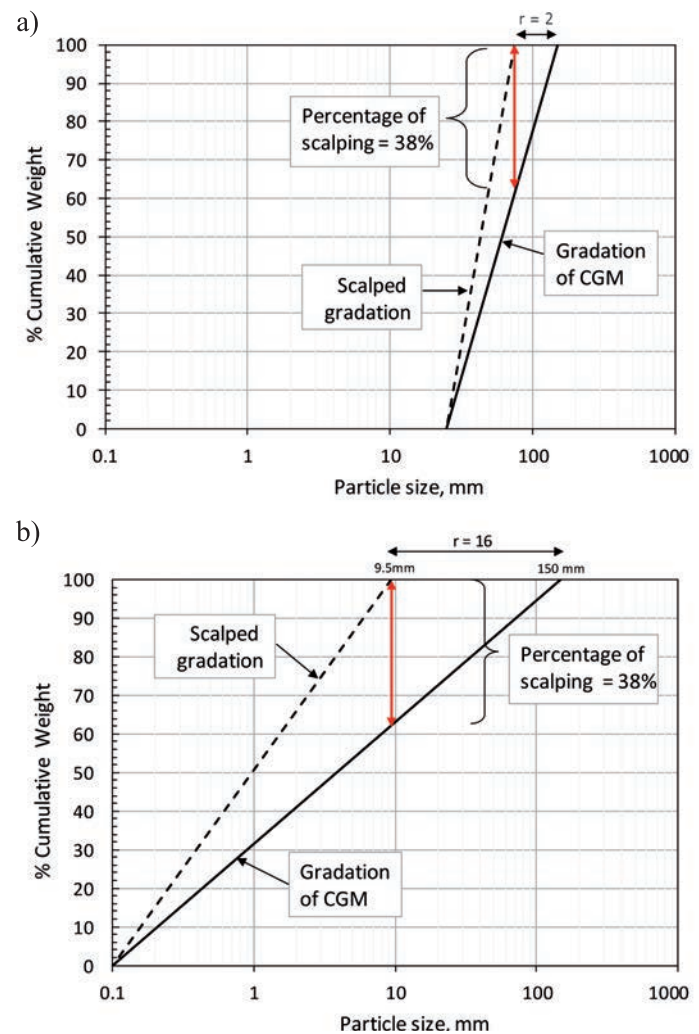 a)
r = 2
100
90
80
70
60
50
40
30
20
10
0
% Cumulative Weight
Percentage of
scalping = 38%
Gradation
of CGM
Scalped
gradation
0.1 1 10 100 1000
Particle size, mm
b)
r = 16
9.5mm 150 mm
100
90
80
70
60
50
40
30
20
10
0
% Cumulative Weight
Scalped
gradation
Percentage of
scalping = 38%
Gradation
of CGM
0.1 1 10 100 1000
Particle size, mm